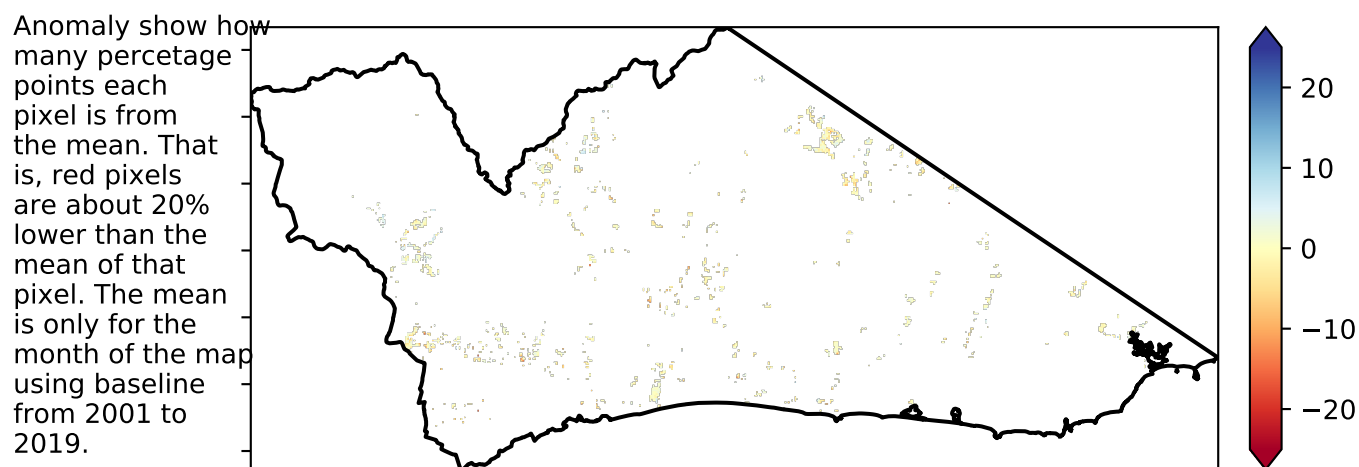 Anomaly show how
many percetage
points each
pixel is from
the mean. That
is, red pixels
are about 20%
lower than the
mean of that
pixel. The mean
is only for the
month of the map
using baseline
from 2001 to
2019.
20
10
0
−10
−20